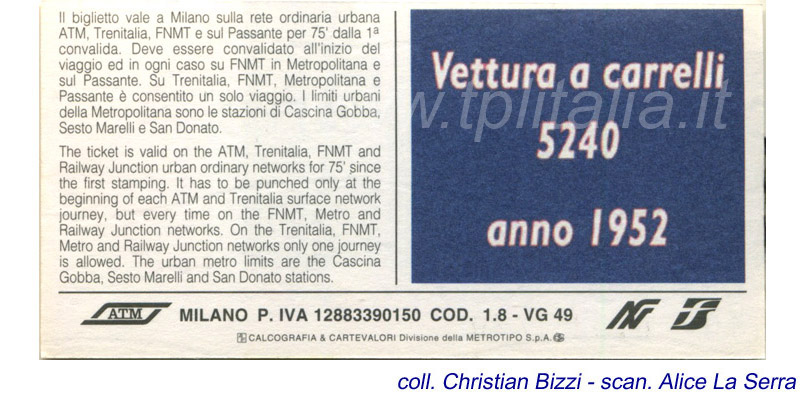 Il biglietto vale a Milano sulla rete ordinaria urbana
ATM, Trenitalia, FNMT e sul Passante per 75' dalla 1ª
convalida. Deve essere convalidato all'inizio del
viaggio ed in ogni caso su FNMT in Metropolitana e
sul Passante. Su Trenitalia, FNMT, Metropolitana e
Passante è consentito un solo viaggio. I limiti urbani
della Metropolitana sono le stazioni di Cascina Gobba,
Sesto Marelli e San Donato.
The ticket is valid on the ATM, Trenitalia, FNMT and
Railway Junction urban ordinary networks for 75' since
the first stamping. It has to be punched only at the
beginning of each ATM and Trenitalia surface network
journey, but every time on the FNMT, Metro and
Railway Junction networks. On the Trenitalia, FNMT,
Metro and Railway Junction networks only one journey
is allowed. The urban metro limits are the Cascina
Gobba, Sesto Marelli and San Donato stations.
Vettura a carrelli
www.tplitalia.it
5240
anno 1952
ATM MILANO P. IVA 12883390150 COD. 1.8 - VG 49
CALCOGRAFIA & CARTEVALORI Divisione della METROTIPO S.p.A.
coll. Christian Bizzi - scan. Alice La Serra